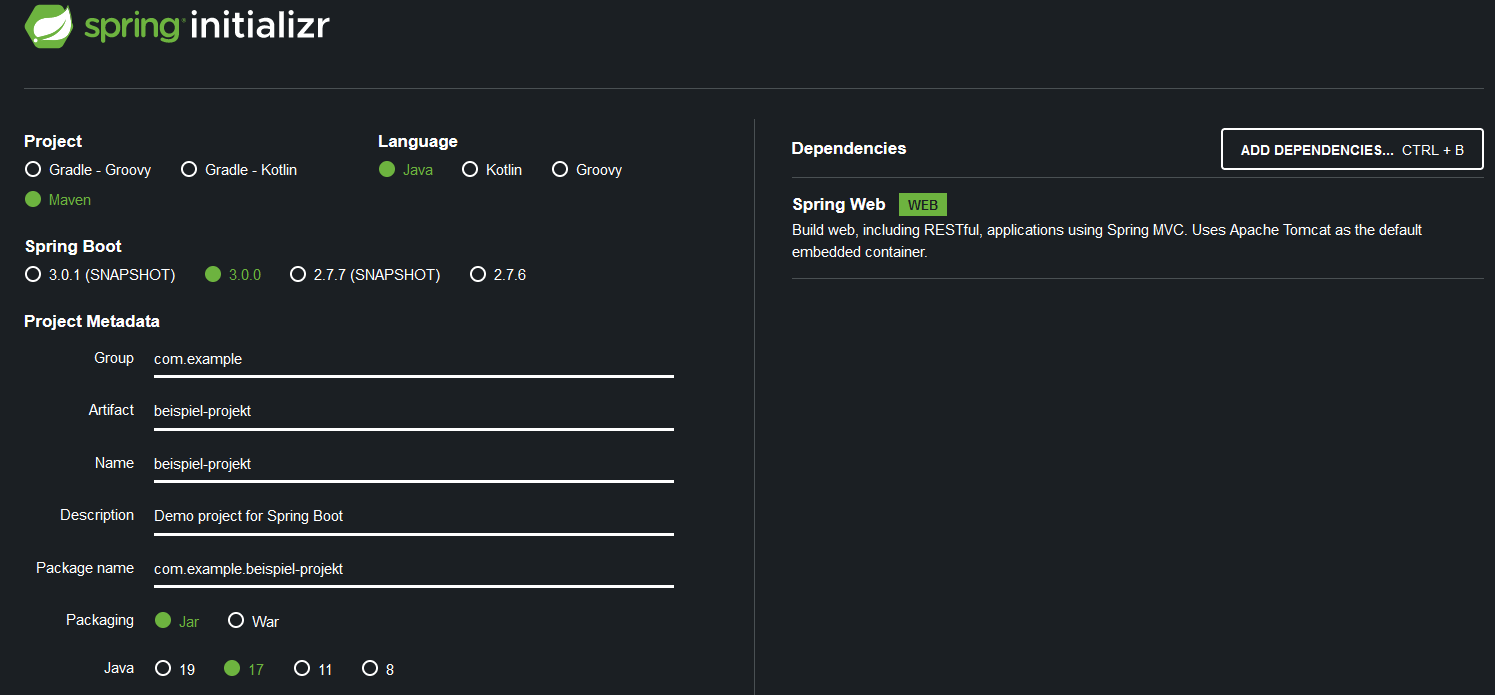 spring initializr
Project
Gradle - Groovy Gradle - Kotlin
Maven
Language
Java Kotlin Groovy
Spring Boot
3.0.1 (SNAPSHOT) 3.0.0 2.7.7 (SNAPSHOT) 2.7.6
Project Metadata
Group com.example
Artifact beispiel-projekt
Name beispiel-projekt
Description Demo project for Spring Boot
Package name com.example.beispiel-projekt
Packaging Jar War
Java 19 17 11 8
Dependencies
ADD DEPENDENCIES... CTRL + B
Spring Web WEB
Build web, including RESTful, applications using Spring MVC. Uses Apache Tomcat as the default
embedded container.